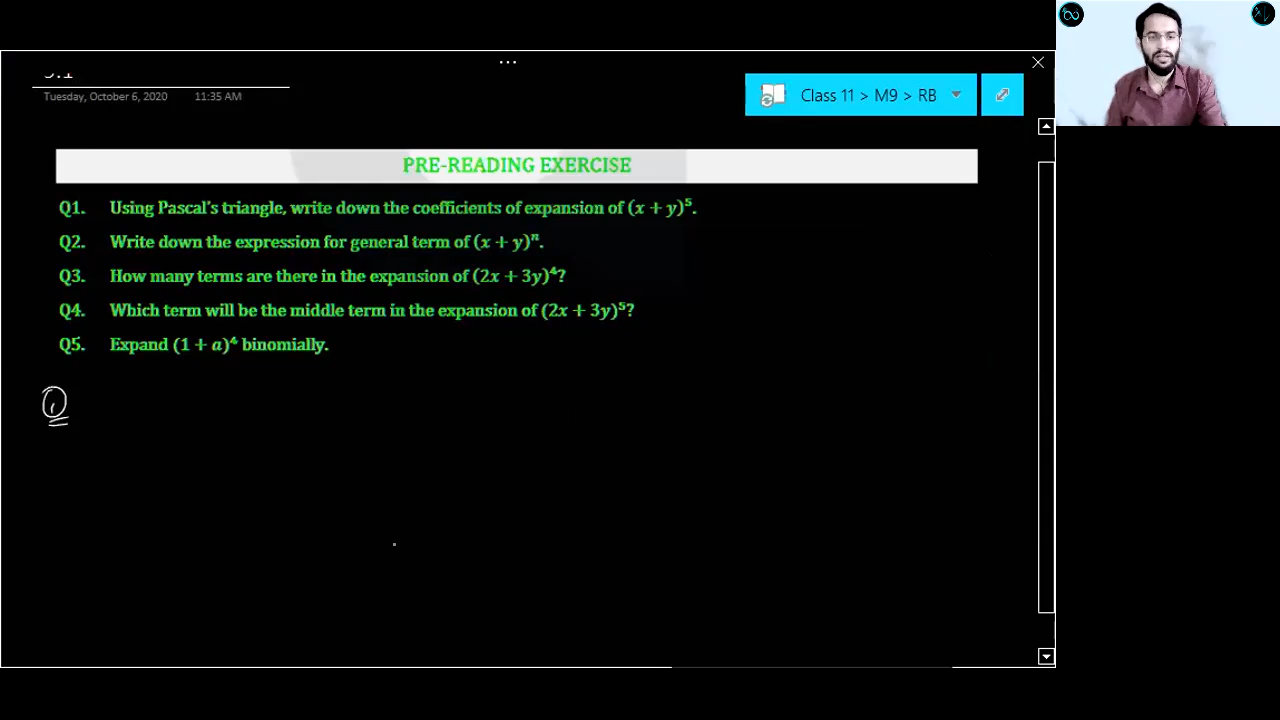 Tuesday, October 6, 2020 11:35 AM
Class 11 > M9 > RB
PRE-READING EXERCISE
Q1. Using Pascal's triangle, write down the coefficients of expansion of (x + y)⁵.
Q2. Write down the expression for general term of (x + y)ⁿ.
Q3. How many terms are there in the expansion of (2x + 3y)⁴?
Q4. Which term will be the middle term in the expansion of (2x + 3y)⁵?
Q5. Expand (1 + a)⁴ binomially.
1